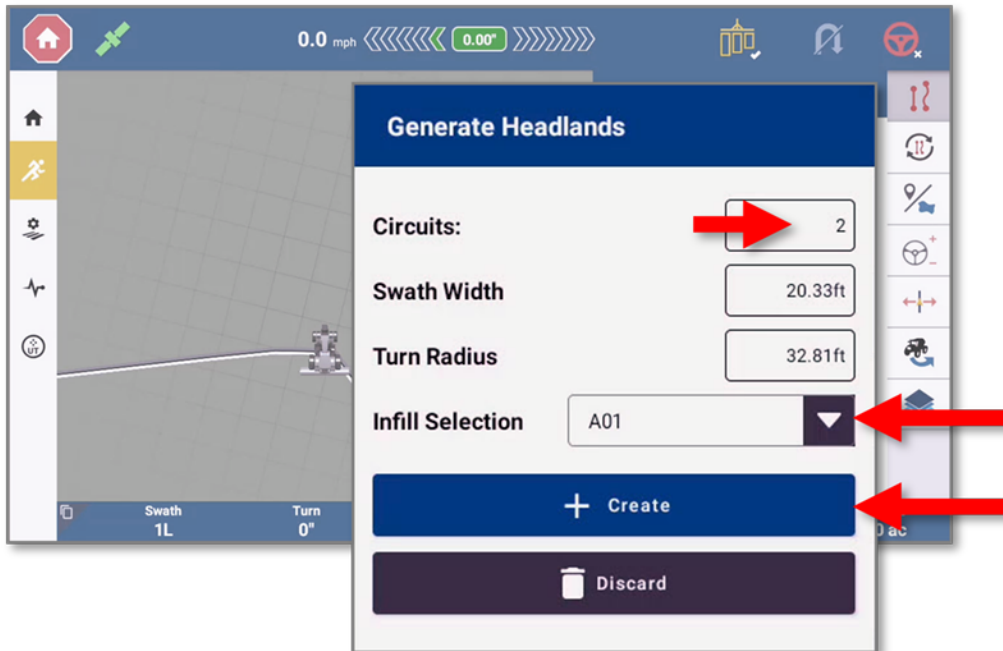 0.0 mph 0.00"
Generate Headlands
Circuits: 2
Swath Width 20.33ft
Turn Radius 32.81ft
Infill Selection A01
UT
Create
Swath Turn
1L 0" 0 ac
Discard